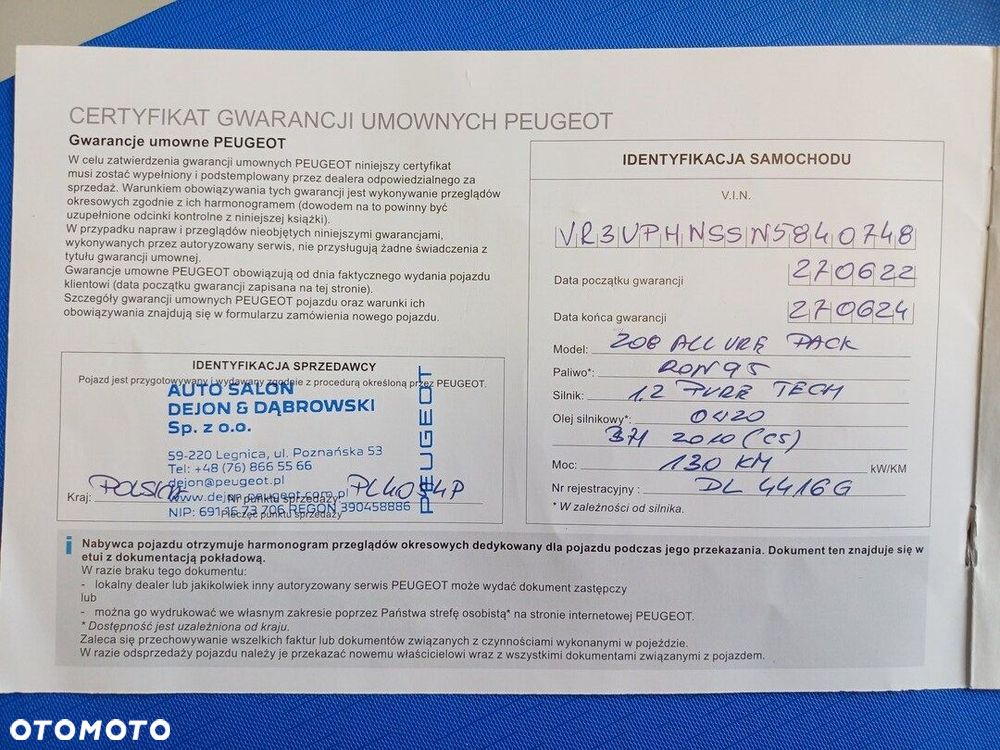 CERTYFIKAT GWARANCJI UMOWNYCH PEUGEOT
Gwarancje umowne PEUGEOT
W celu zatwierdzenia gwarancji umownych PEUGEOT niniejszy certyfikat
musi zostać wypełniony i podstemplowany przez dealera odpowiedzialnego za
sprzedaż. Warunkiem obowiązywania tych gwarancji jest wykonywanie przeglądów
okresowych zgodnie z ich harmonogramem (dowodem na to powinny być
uzupełnione odcinki kontrolne z niniejszej książki).
W przypadku napraw i przeglądów nieobjętych niniejszymi gwarancjami,
wykonywanych przez autoryzowany serwis, nie przysługują żadne świadczenia z
tytułu gwarancji umownej.
Gwarancje umowne PEUGEOT obowiązują od dnia faktycznego wydania pojazdu
klientowi (data początku gwarancji zapisana na tej stronie).
Szczegóły gwarancji umownych PEUGEOT pojazdu oraz warunki ich
obowiązywania znajdują się w formularzu zamówienia nowego pojazdu.
IDENTYFIKACJA SPRZEDAWCY
Pojazd jest przygotowywany i wydawany zgodnie z procedurą określoną przez PEUGEOT.
AUTO SALON
DEJON & DĄBROWSKI
Sp. z o.o.
59-220 Legnica, ul. Poznańska 53
Tel: +48 (76) 866 55 66
dejon@peugeot.pl
www.dejon.peugeot.com.pl
NIP: 691 16 73 706 REGON 390458886
PEUGEOT
Kraj: POLSKA Nr punktu sprzedaży:
Pieczęć punktu sprzedaży
IDENTYFIKACJA SAMOCHODU
V.I.N.
VR3UPHNSSN5840748
Data początku gwarancji 270622
Data końca gwarancji 270624
Model: 208 ALLURE PACK
Paliwo*: RON 95
Silnik: 1,2 PURE TECH
Olej silnikowy*: 0W20
B71 2010 (C5)
Moc: 130 KM kW/KM
Nr rejestracyjny : DL 4416G
* W zależności od silnika.
i Nabywca pojazdu otrzymuje harmonogram przeglądów okresowych dedykowany dla pojazdu podczas jego przekazania. Dokument ten znajduje się w
etui z dokumentacją pokładową.
W razie braku tego dokumentu:
- lokalny dealer lub jakikolwiek inny autoryzowany serwis PEUGEOT może wydać dokument zastępczy
lub
- można go wydrukować we własnym zakresie poprzez Państwa strefę osobistą* na stronie internetowej PEUGEOT.
* Dostępność jest uzależniona od kraju.
Zaleca się przechowywanie wszelkich faktur lub dokumentów związanych z czynnościami wykonanymi w pojeździe.
W razie odsprzedaży pojazdu należy je przekazać nowemu właścicielowi wraz z wszystkimi dokumentami związanymi z pojazdem.
OTOMOTO